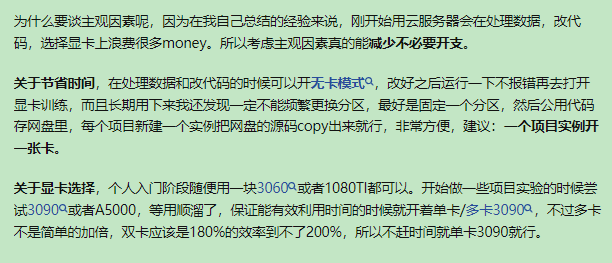 为什么要谈主观因素呢，因为在我自己总结的经验来说，刚开始用云服务器会在处理数据，改代
码，选择显卡上浪费很多money。所以考虑主观因素真的能减少不必要开支。
关于节省时间，在处理数据和改代码的时候可以开无卡模式，改好之后运行一下不报错再去打开
显卡训练，而且长期用下来我还发现一定不能频繁更换分区，最好是固定一个分区，然后公用代码
存网盘里，每个项目新建一个实例把网盘的源码copy出来就行，非常方便，建议：一个项目实例开
一张卡。
关于显卡选择，个人入门阶段随便用一块3060或者1080TI都可以。开始做一些项目实验的时候尝
试3090或者A5000，等用顺溜了，保证能有效利用时间的时候就开着单卡/多卡3090，不过多卡
不是简单的加倍，双卡应该是180%的效率到不了200%，所以不赶时间就单卡3090就行。